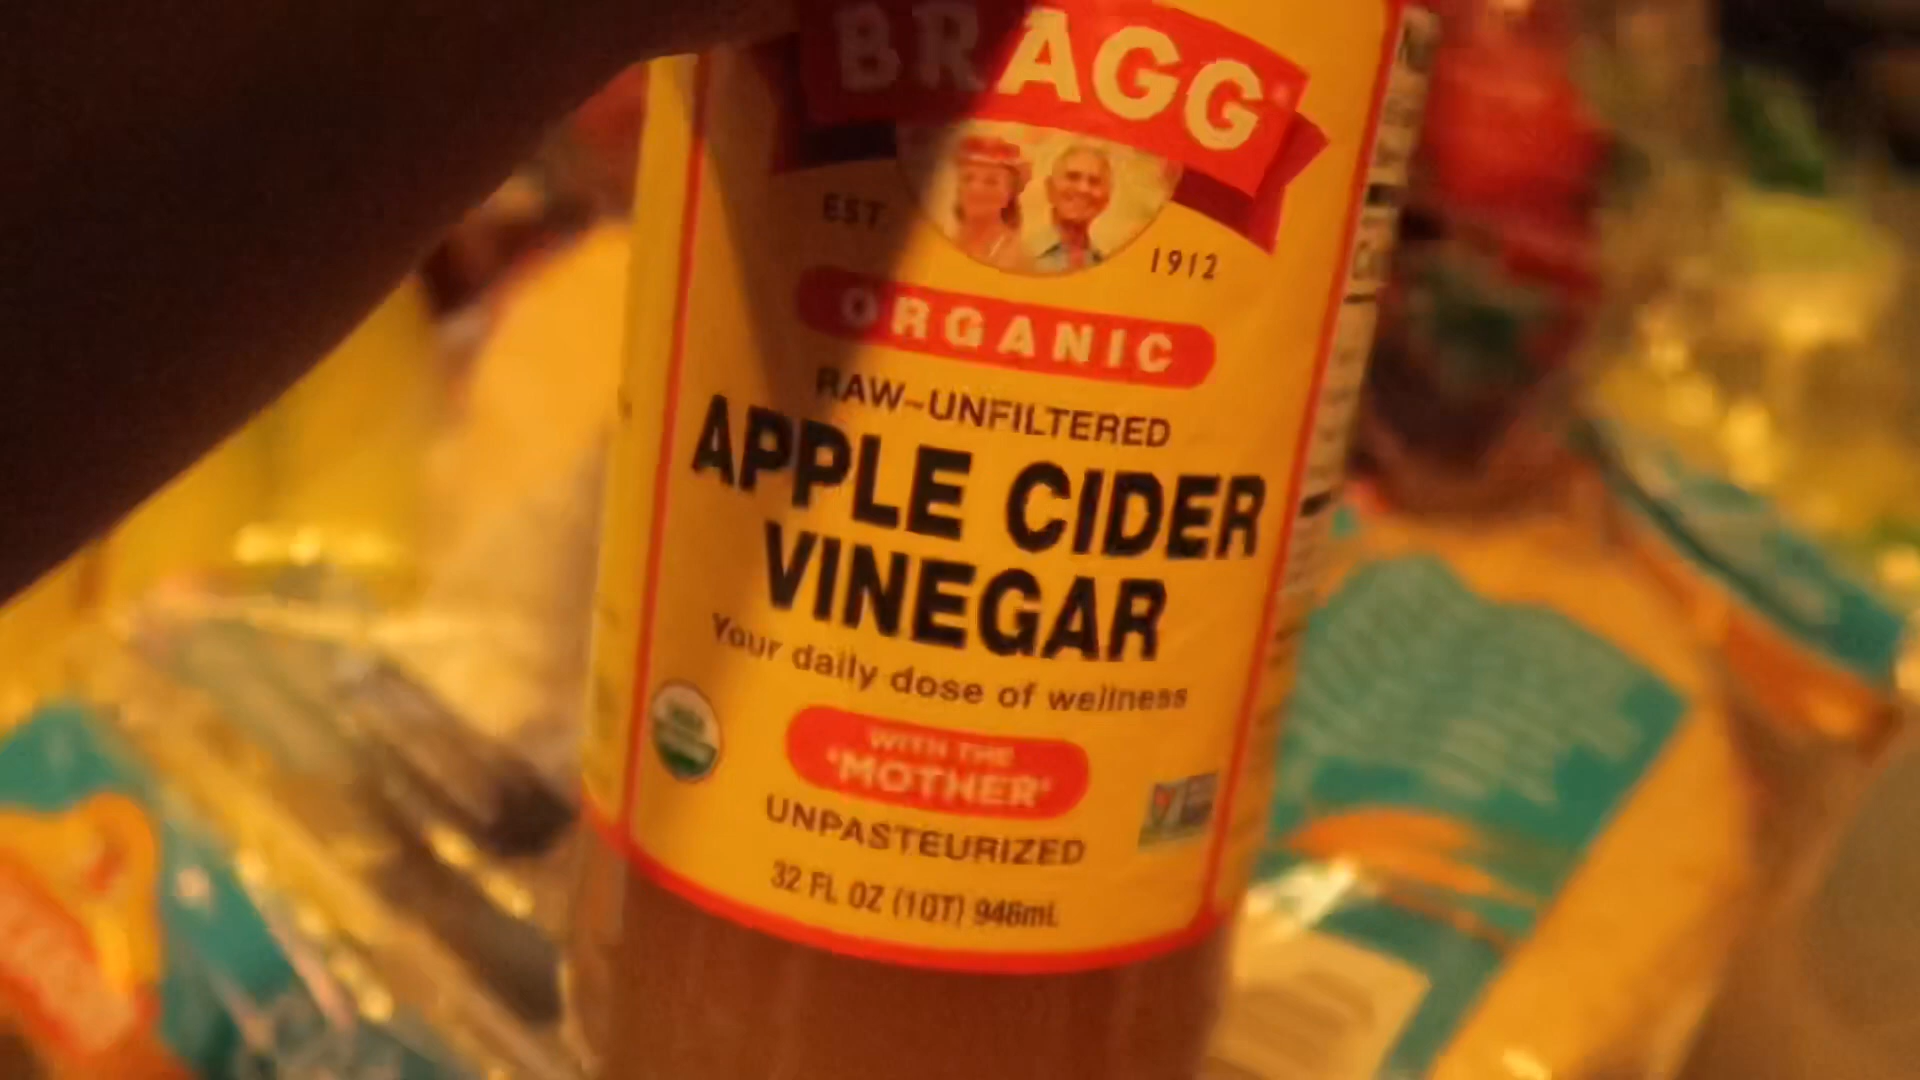 BRAGG
EST. 1912
ORGANIC
RAW-UNFILTERED
APPLE CIDER
VINEGAR
Your daily dose of wellness
WITH THE
"MOTHER"
UNPASTEURIZED
32 FL OZ (1QT) 946mL